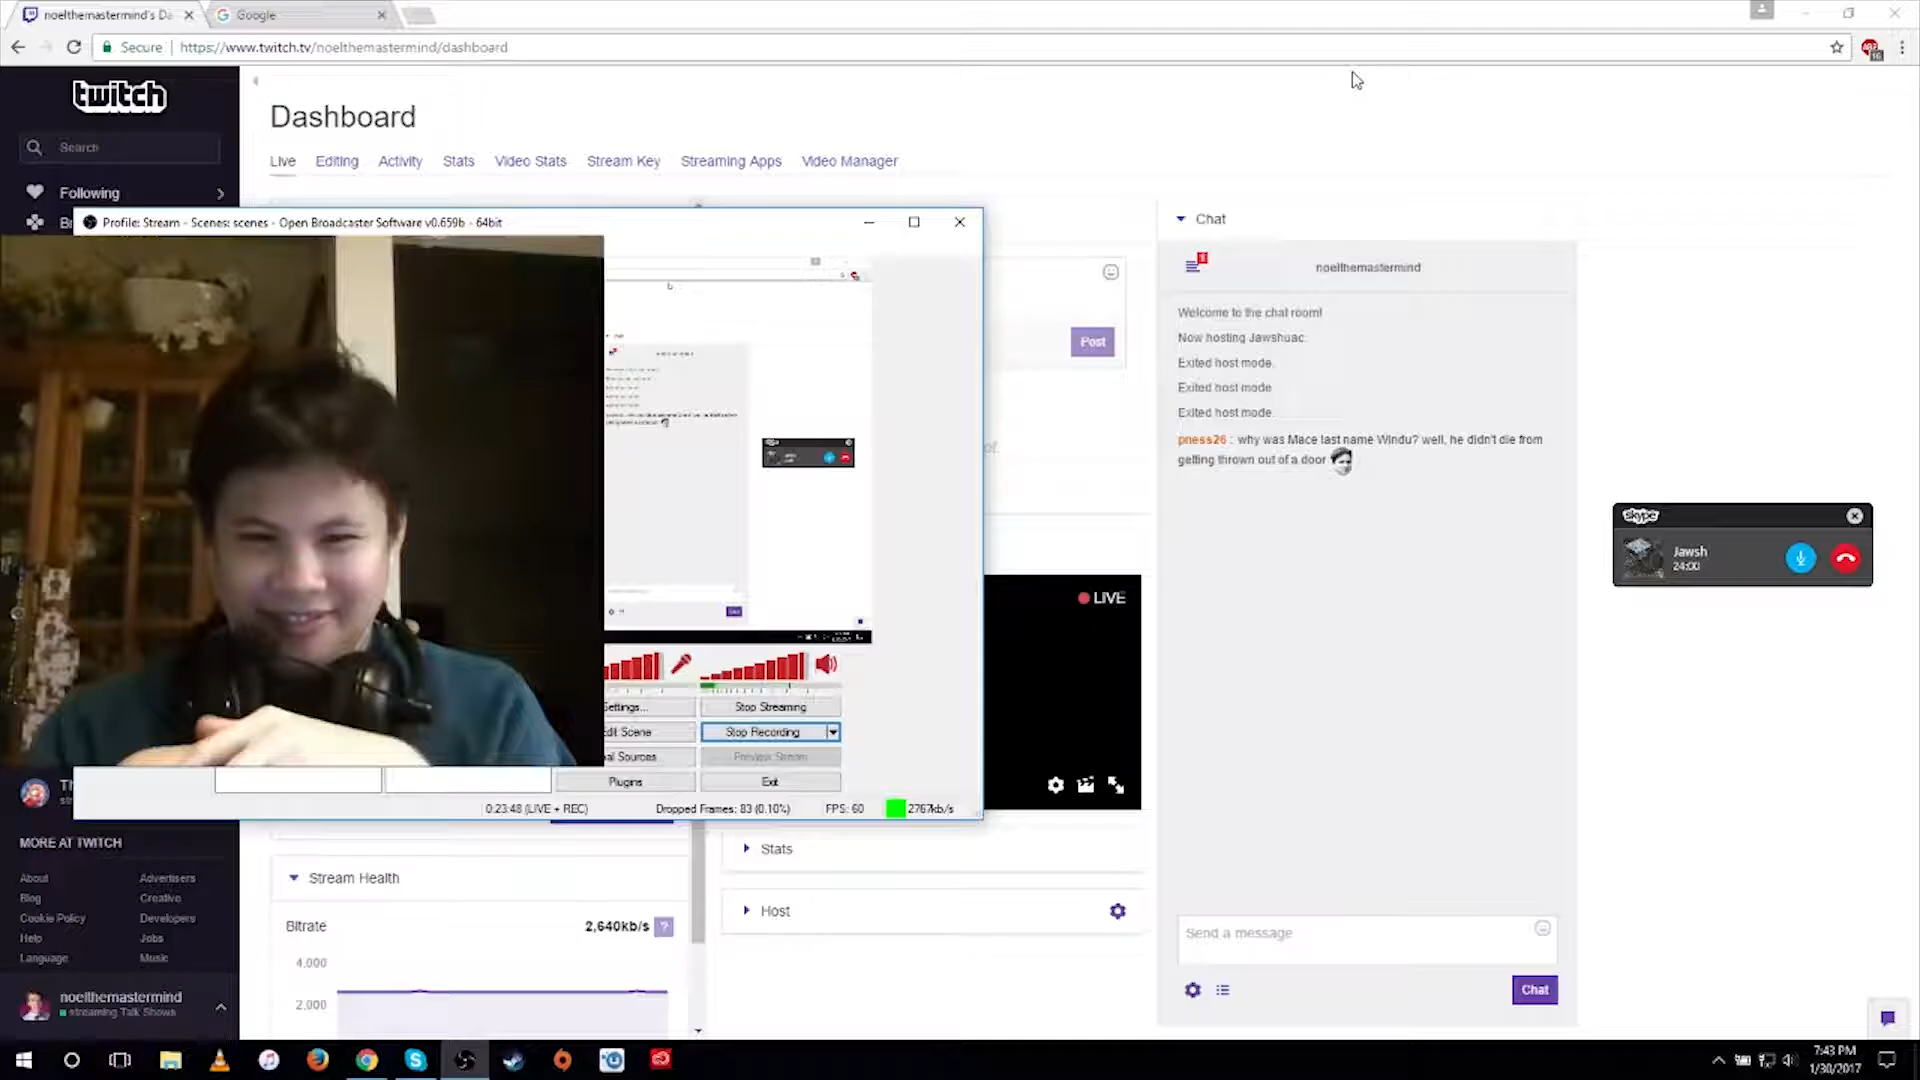 noelthemastermind's Da
Google
Secure
https://www.twitch.tv/noelthemastermind/dashboard
twitch
Search
Following
Dashboard
Live Editing Activity Stats Video Stats Stream Key Streaming Apps Video Manager
Profile: Stream - Scenes: scenes - Open Broadcaster Software v0.659b - 64bit
Post
Settings...
Stop Streaming
Edit Scene
Stop Recording
Preview Stream
Plugins
Exit
0:23:48 (LIVE + REC)
Dropped Frames: 83 (0.10%)
FPS: 60
2767kb/s
LIVE
Chat
1
noelthemastermind
Welcome to the chat room!
Now hosting Jawshuac.
Exited host mode.
Exited host mode.
Exited host mode.
pness26 : why was Mace last name Windu? well, he didn't die from
getting thrown out of a door
skype
Jawsh
24:00
MORE AT TWITCH
About Advertisers
Blog Creative
Cookie Policy Developers
Help Jobs
Language Music
noelthemastermind
streaming Talk Shows
Stream Health
Bitrate 2,640kb/s ?
4,000
2,000
Stats
Host
Send a message
Chat
7:43 PM
1/30/2017